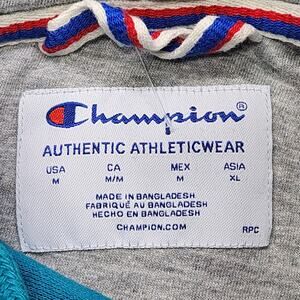 Champion®
AUTHENTIC ATHLETICWEAR
USA CA MEX ASIA
M M/M M XL
MADE IN BANGLADESH
FABRIQUÉ AU BANGLADESH
HECHO EN BANGLADESH
CHAMPION.COM
RPC